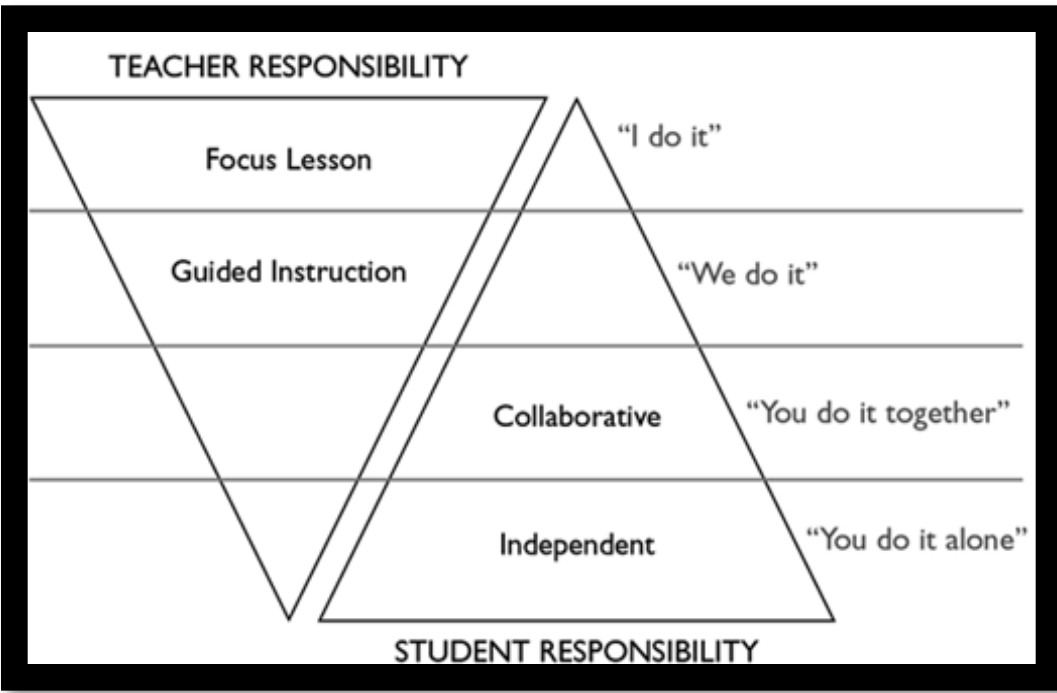 TEACHER RESPONSIBILITY
Focus Lesson
“I do it”
Guided Instruction
“We do it”
Collaborative
“You do it together”
Independent
“You do it alone”
STUDENT RESPONSIBILITY